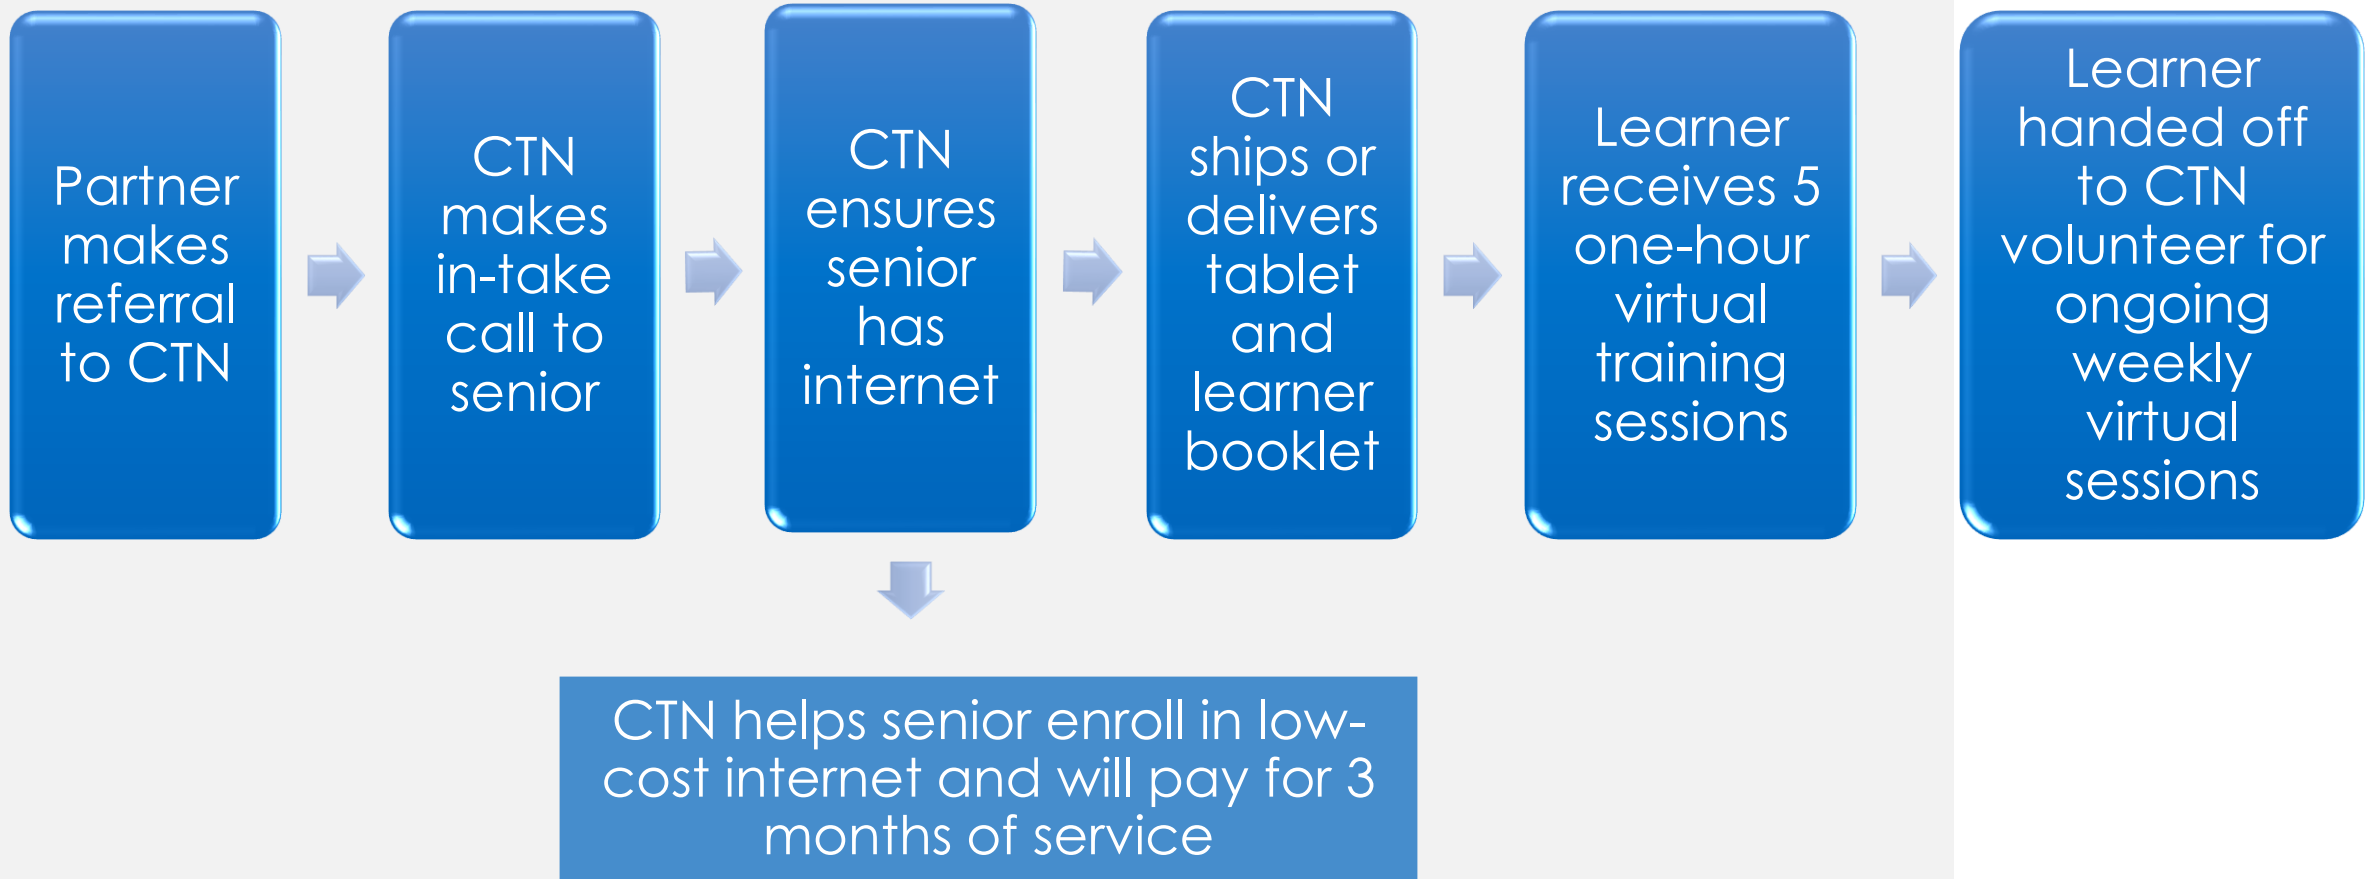 Partner
makes
referral
to CTN
CTN
makes
in-take
call to
senior
CTN
ensures
senior
has
internet
CTN
ships or
delivers
tablet
and
learner
booklet
Learner
receives 5
one-hour
virtual
training
sessions
Learner
handed off
to CTN
volunteer for
ongoing
weekly
virtual
sessions
CTN helps senior enroll in low-
cost internet and will pay for 3
months of service